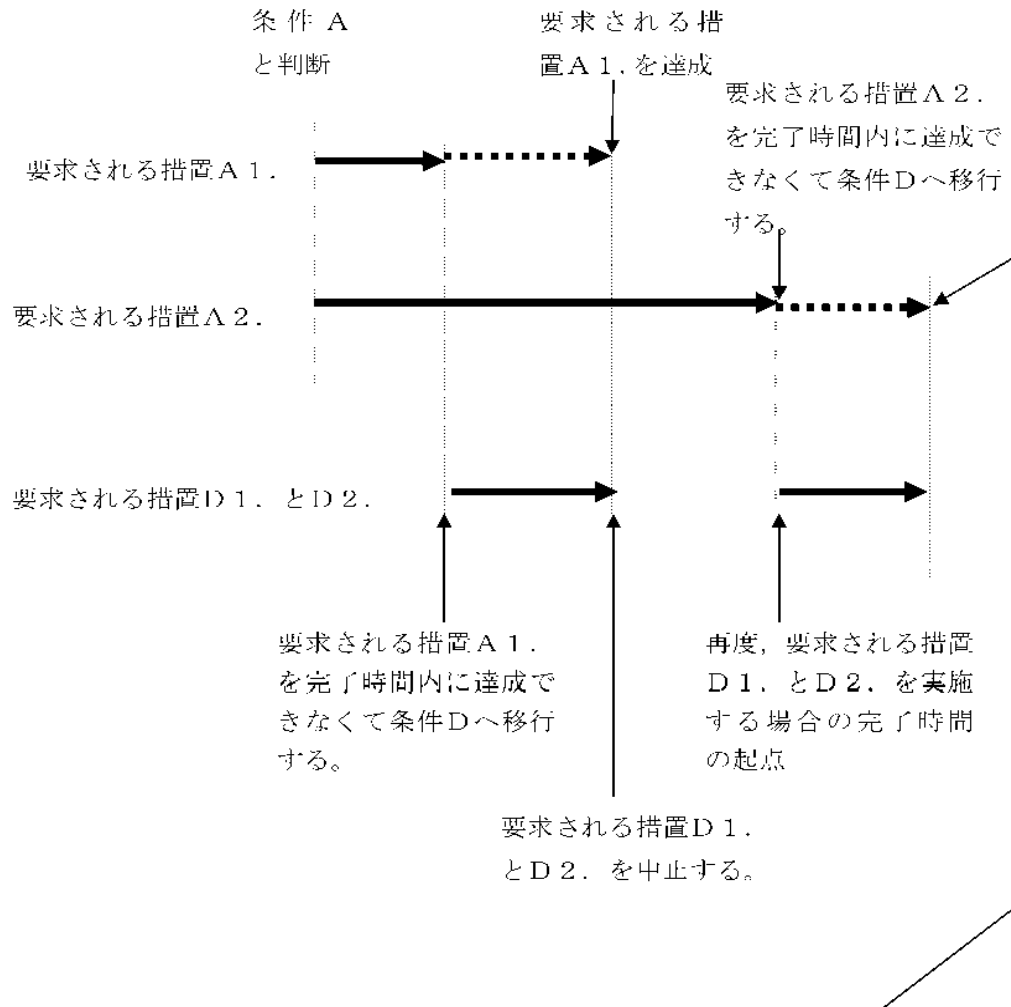 条件A
と判断
要求される措
置A1.を達成
要求される措置A2.
を完了時間内に達成で
きなくて条件Dへ移行
する。
要求される措置A1.
要求される措置A2.
要求される措置D1.とD2.
要求される措置A1.
を完了時間内に達成で
きなくて条件Dへ移行
する。
再度,要求される措置
D1.とD2.を実施
する場合の完了時間
の起点
要求される措置D1.
とD2.を中止する。